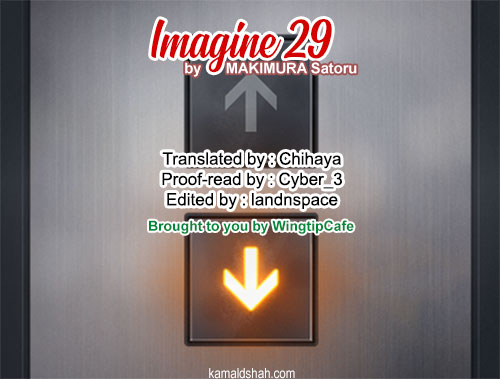 Imagine 29
by MAKIMURA Satoru
Translated by : Chihaya
Proof-read by : Cyber_3
Edited by : landnspace
Brought to you by WingtipCafe
kamaldshah.com